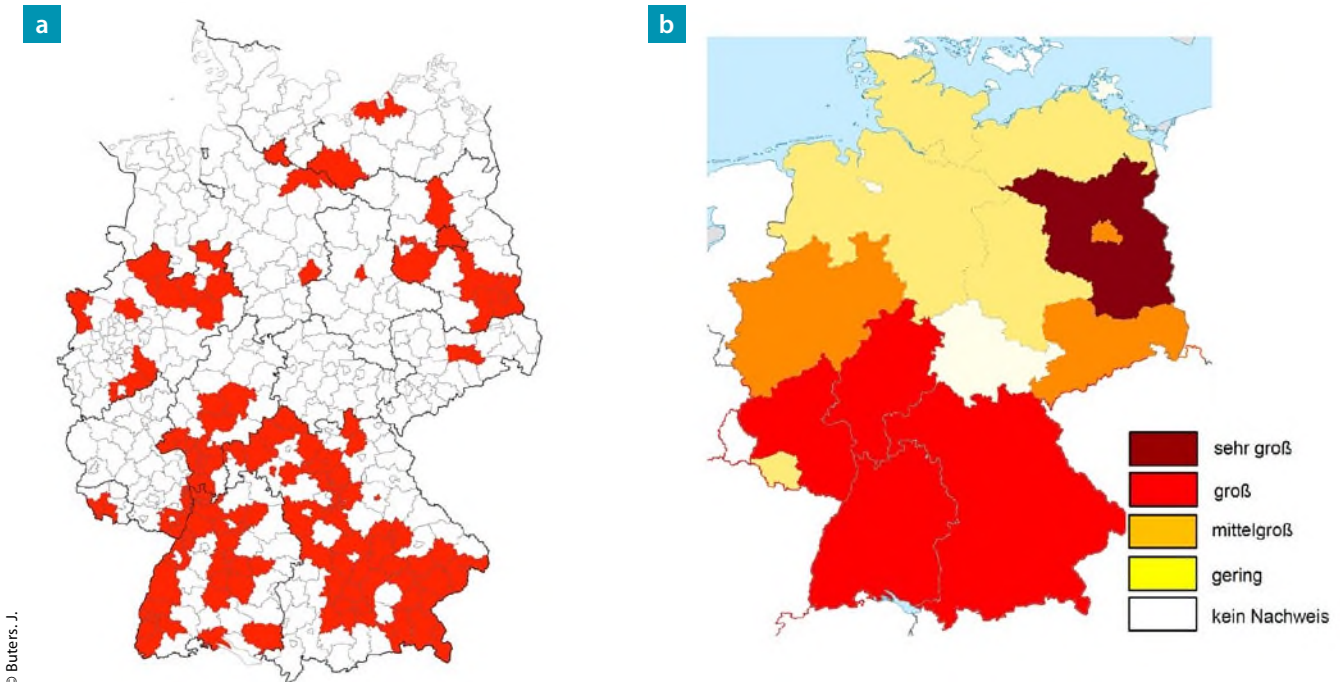 a
b
sehr groß
groß
mittelgroß
gering
kein Nachweis
© Buters. J.